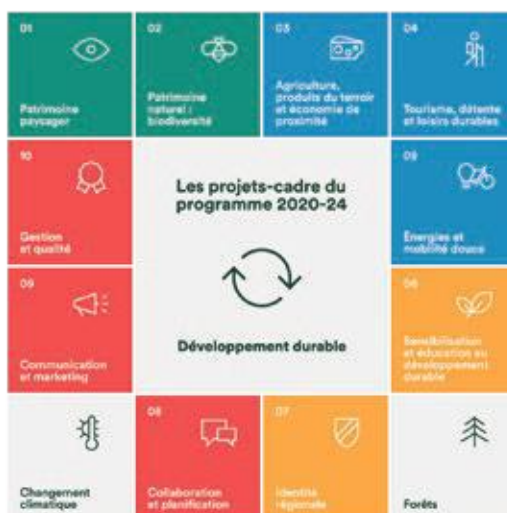 01
Patrimoine
paysager
02
Patrimoine
naturel :
biodiversité
03
Agriculture,
produits du terroir
et économie de
proximité
04
Tourisme, détente
et loisirs durables
10
Gestion
et qualité
Les projets-cadre du
programme 2020-24
Développement durable
Énergies et
mobilité douce
09
Communication
et marketing
Sensibilisation
et éducation au
développement
durable
Changement
climatique
08
Collaboration
et planification
07
Identité
régionale
Forêts